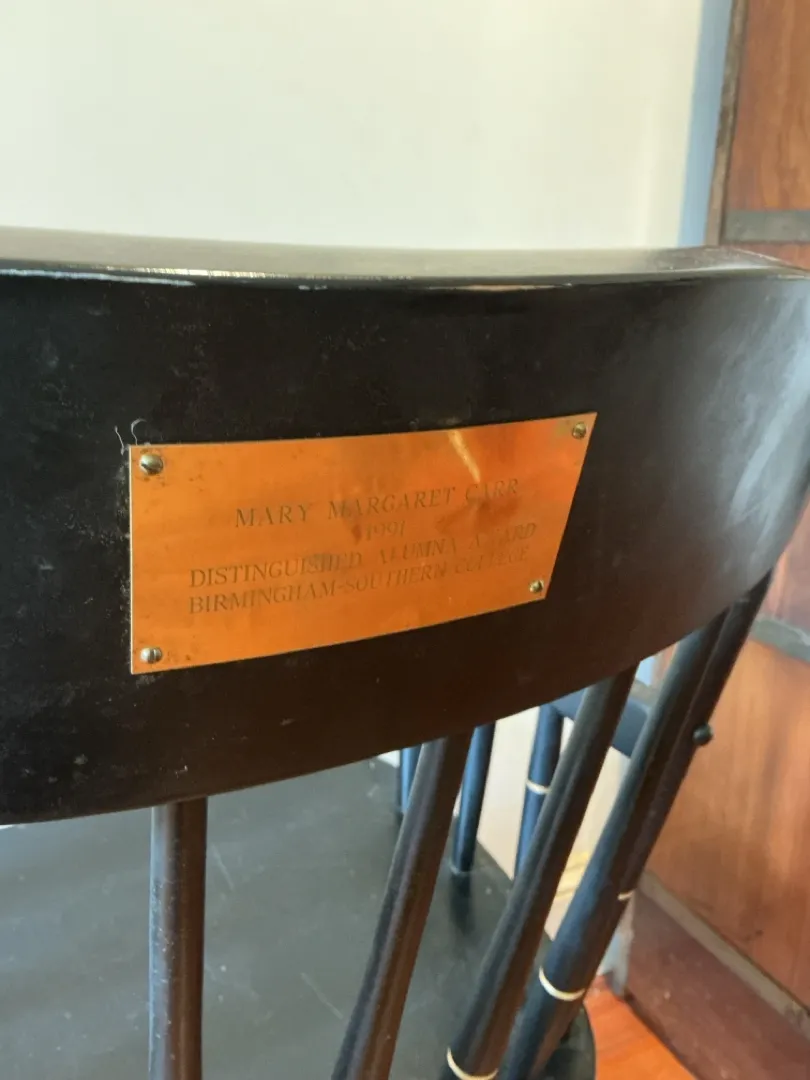 MARY MARGARET CARR
1991
DISTINGUISHED ALUMNA AWARD
BIRMINGHAM-SOUTHERN COLLEGE